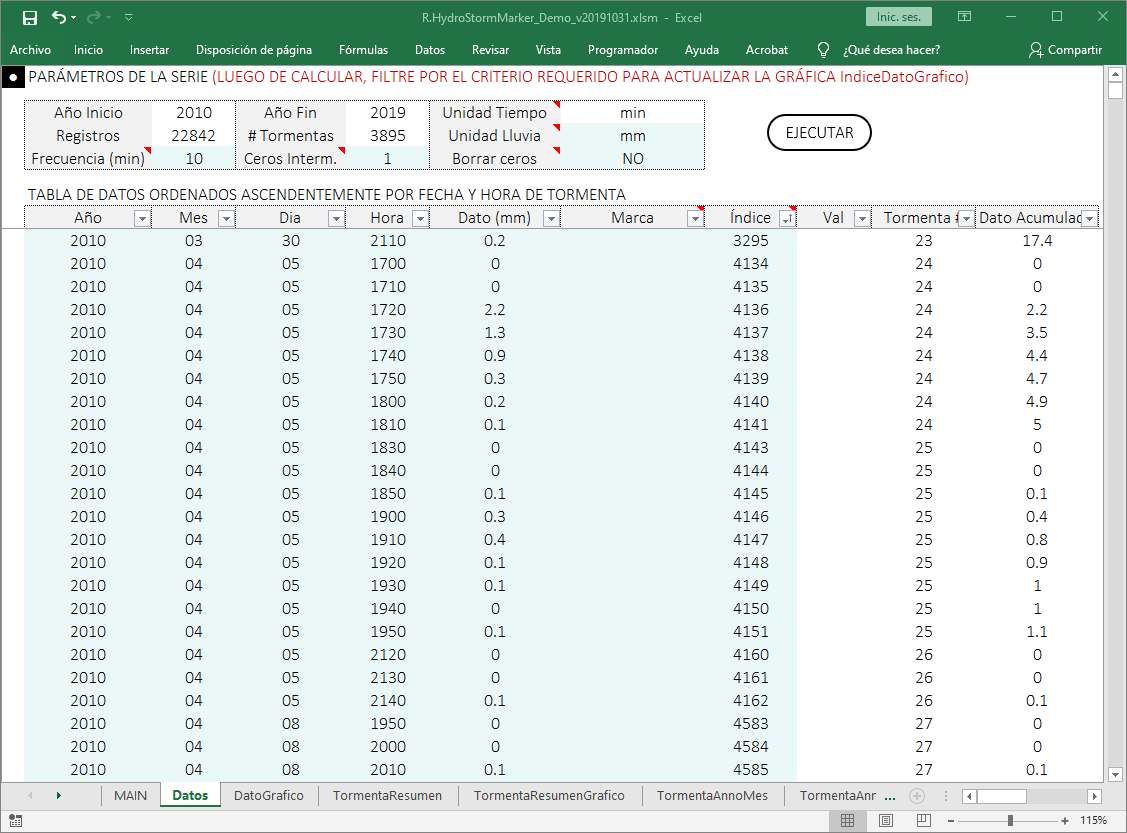 R.HydroStormMarker_Demo_v20191031.xlsm - Excel
Inic. ses.
Archivo Inicio Insertar Disposición de página Fórmulas Datos Revisar Vista Programador Ayuda Acrobat ¿Qué desea hacer? Compartir
PARÁMETROS DE LA SERIE (LUEGO DE CALCULAR, FILTRE POR EL CRITERIO REQUERIDO PARA ACTUALIZAR LA GRÁFICA IndiceDatoGrafico)
Año Inicio 2010 Año Fin 2019 Unidad Tiempo min
Registros 22842 # Tormentas 3895 Unidad Lluvia mm
Frecuencia (min) 10 Ceros Interm. 1 Borrar ceros NO
EJECUTAR
TABLA DE DATOS ORDENADOS ASCENDENTEMENTE POR FECHA Y HORA DE TORMENTA
Año Mes Dia Hora Dato (mm) Marca Índice Val Tormenta # Dato Acumulad
2010 03 30 2110 0.2 3295 23 17.4
2010 04 05 1700 0 4134 24 0
2010 04 05 1710 0 4135 24 0
2010 04 05 1720 2.2 4136 24 2.2
2010 04 05 1730 1.3 4137 24 3.5
2010 04 05 1740 0.9 4138 24 4.4
2010 04 05 1750 0.3 4139 24 4.7
2010 04 05 1800 0.2 4140 24 4.9
2010 04 05 1810 0.1 4141 24 5
2010 04 05 1830 0 4143 25 0
2010 04 05 1840 0 4144 25 0
2010 04 05 1850 0.1 4145 25 0.1
2010 04 05 1900 0.3 4146 25 0.4
2010 04 05 1910 0.4 4147 25 0.8
2010 04 05 1920 0.1 4148 25 0.9
2010 04 05 1930 0.1 4149 25 1
2010 04 05 1940 0 4150 25 1
2010 04 05 1950 0.1 4151 25 1.1
2010 04 05 2120 0 4160 26 0
2010 04 05 2130 0 4161 26 0
2010 04 05 2140 0.1 4162 26 0.1
2010 04 08 1950 0 4583 27 0
2010 04 08 2000 0 4584 27 0
2010 04 08 2010 0.1 4585 27 0.1
MAIN Datos DatoGrafico TormentaResumen TormentaResumenGrafico TormentaAnnoMes TormentaAnr ...
115%